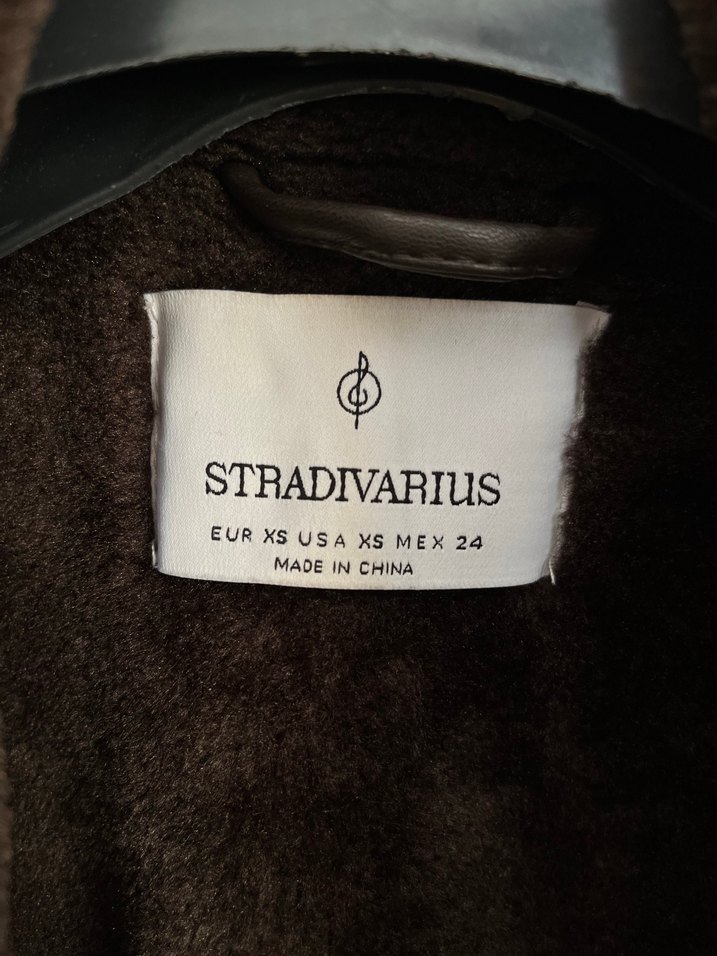 STRADIVARIUS
EUR XS USA XS MEX 24
MADE IN CHINA